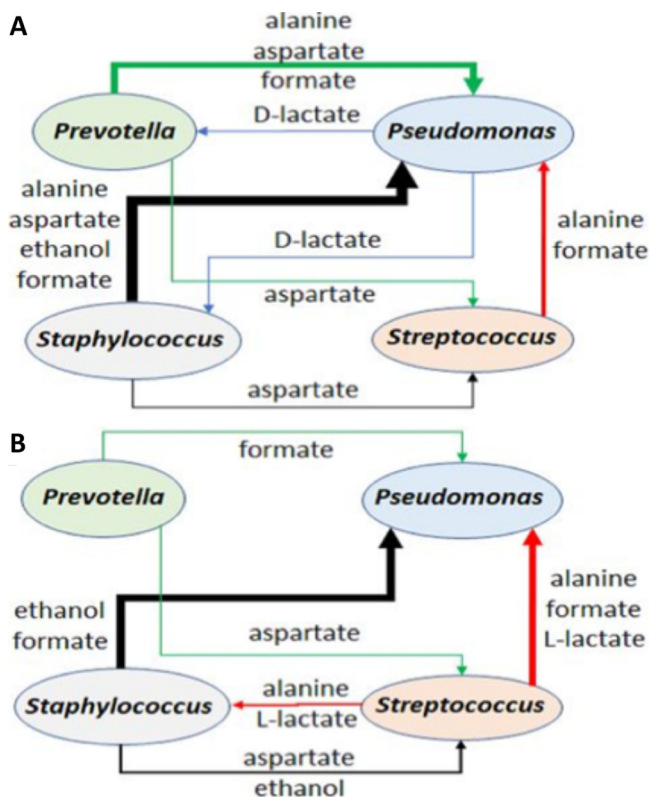 A
alanine
aspartate
formate
D-lactate
Prevotella
Pseudomonas
alanine
aspartate
ethanol
formate
alanine
formate
D-lactate
aspartate
Staphylococcus
Streptococcus
aspartate
B
formate
Prevotella
Pseudomonas
ethanol
formate
alanine
formate
L-lactate
aspartate
Staphylococcus
alanine
L-lactate
Streptococcus
aspartate
ethanol